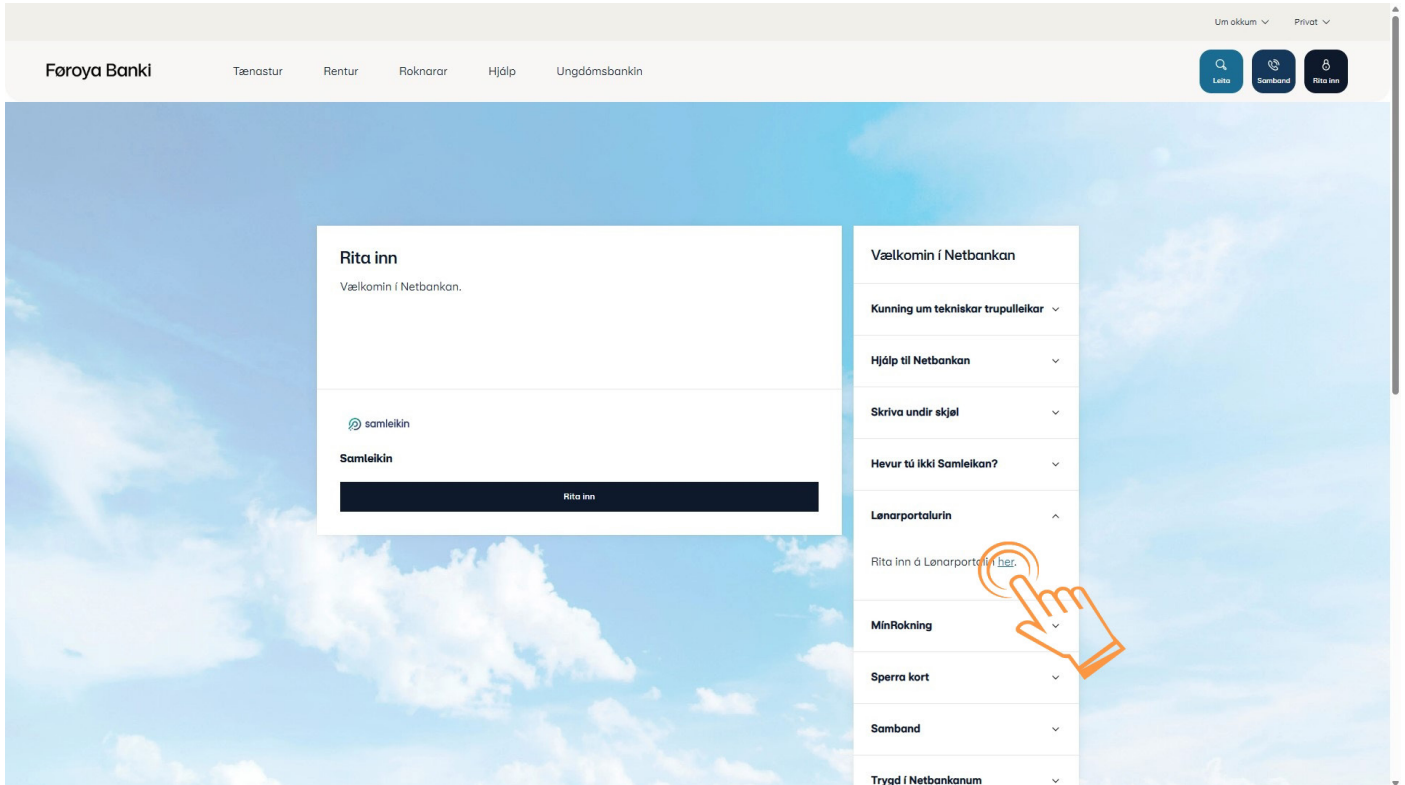 Um okkum
Privat
Føroya Banki
Tænastur
Rentur
Roknarar
Hjálp
Ungdómsbankin
Leita
Samband
Rita inn
Rita inn
Vælkomin í Netbankan.
samleikin
Samleikin
Rita inn
Vælkomin í Netbankan
Kunning um tekniskar trupulleikar
Hjálp til Netbankan
Skriva undir skjøl
Hevur tú ikki Samleikan?
Lønarportalurin
Rita inn á Lønarportalin her.
MínRokning
Sperra kort
Samband
Trygd í Netbankanum